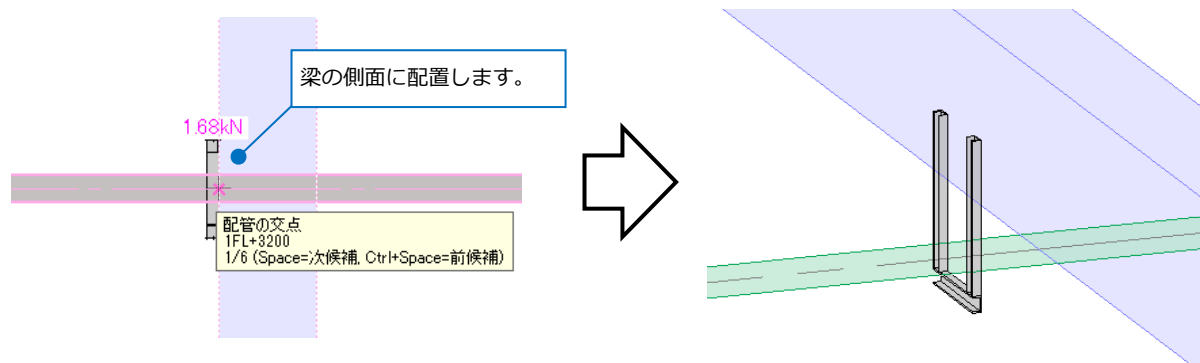 梁の側面に配置します。
1.68kN
配管の交点
1FL+3200
1/6 (Space=次候補, Ctrl+Space=前候補)